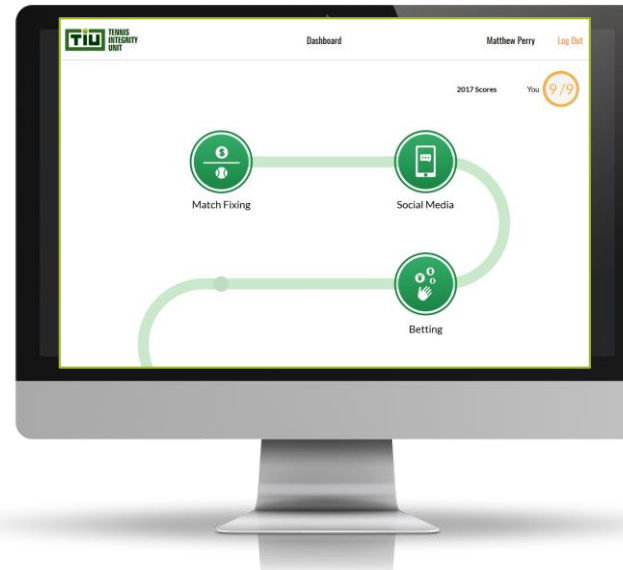 TIU TENNIS
INTEGRITY
UNIT
Dashboard
Matthew Perry
Log Out
2017 Scores
You
9/9
Match Fixing
Social Media
Betting